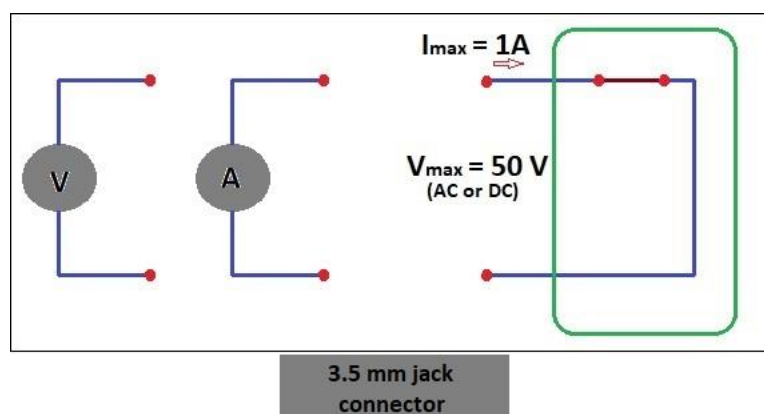 Imax = 1A
V
A
Vmax = 50 V
(AC or DC)
3.5 mm jack
connector